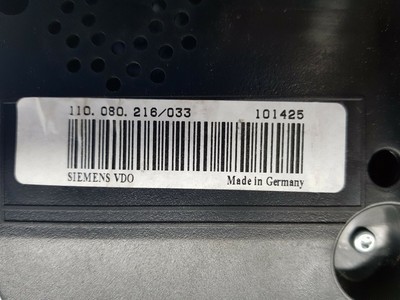 110.080.216/033 101425
SIEMENS VDO Made in Germany